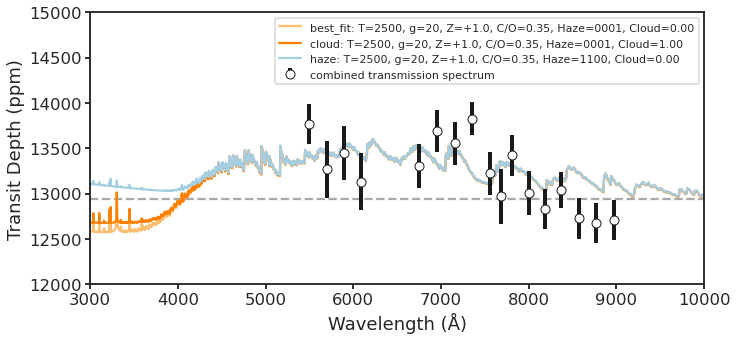 15000
14500
14000
13500
13000
12500
12000
Transit Depth (ppm)
best_fit: T=2500, g=20, Z=+1.0, C/O=0.35, Haze=0001, Cloud=0.00
cloud: T=2500, g=20, Z=+1.0, C/O=0.35, Haze=0001, Cloud=1.00
haze: T=2500, g=20, Z=+1.0, C/O=0.35, Haze=1100, Cloud=0.00
combined transmission spectrum
3000 4000 5000 6000 7000 8000 9000 10000
Wavelength (Å)